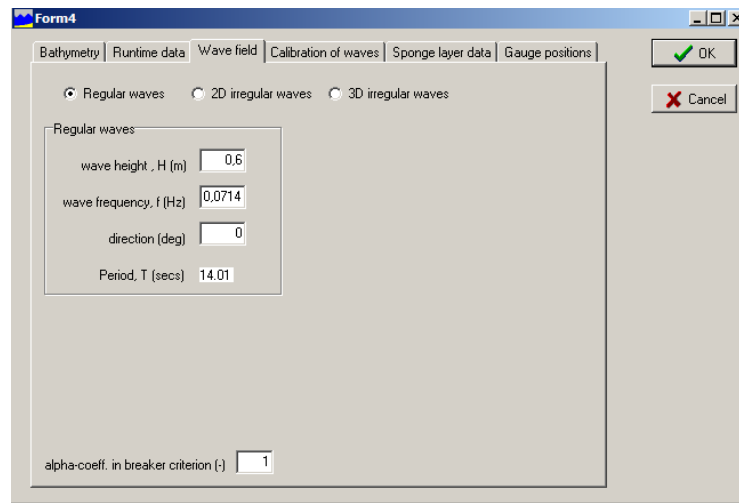 Form4
Bathymetry Runtime data Wave field Calibration of waves Sponge layer data Gauge positions
OK
Cancel
Regular waves 2D irregular waves 3D irregular waves
Regular waves
wave height , H (m) 0,6
wave frequency, f (Hz) 0,0714
direction (deg) 0
Period, T (secs) 14.01
alpha-coeff. in breaker criterion (-) 1